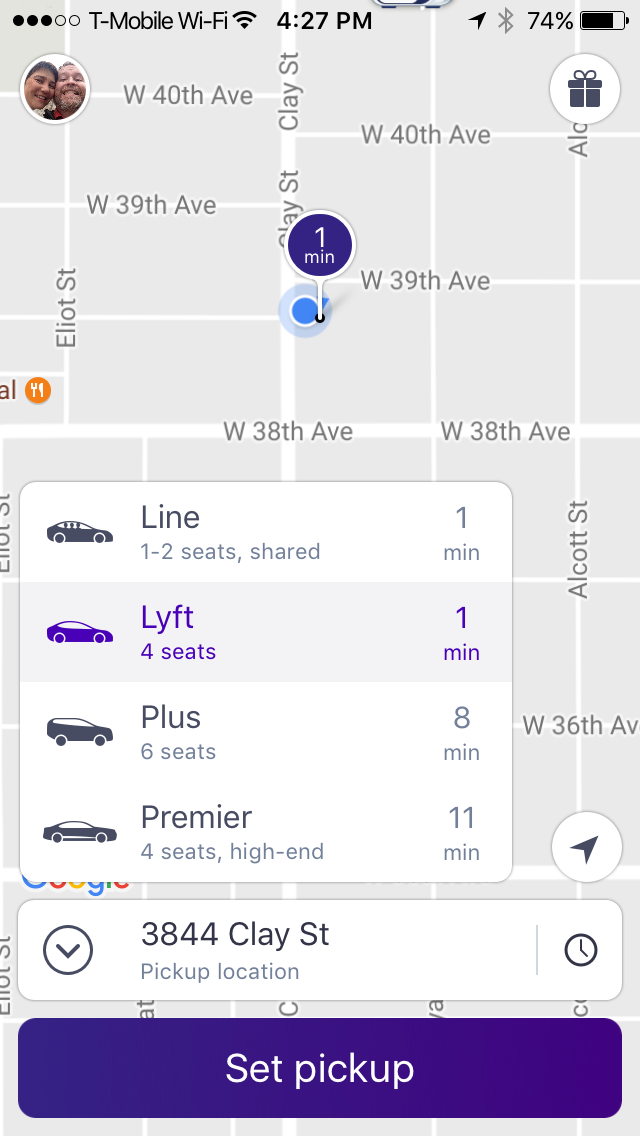 T-Mobile Wi-Fi 4:27 PM 74%
W 40th Ave
Clay St
W 40th Ave
Alc
Clay St
W 39th Ave
1
min
W 39th Ave
Eliot St
al
W 38th Ave
W 38th Ave
Eliot St
Line
1
1-2 seats, shared
min
Alcott St
Lyft
1
4 seats
min
Plus
8
6 seats
min
W 36th Av
Premier
11
4 seats, high-end
min
Google
3844 Clay St
Pickup location
Eliot St
at
C
Set pickup